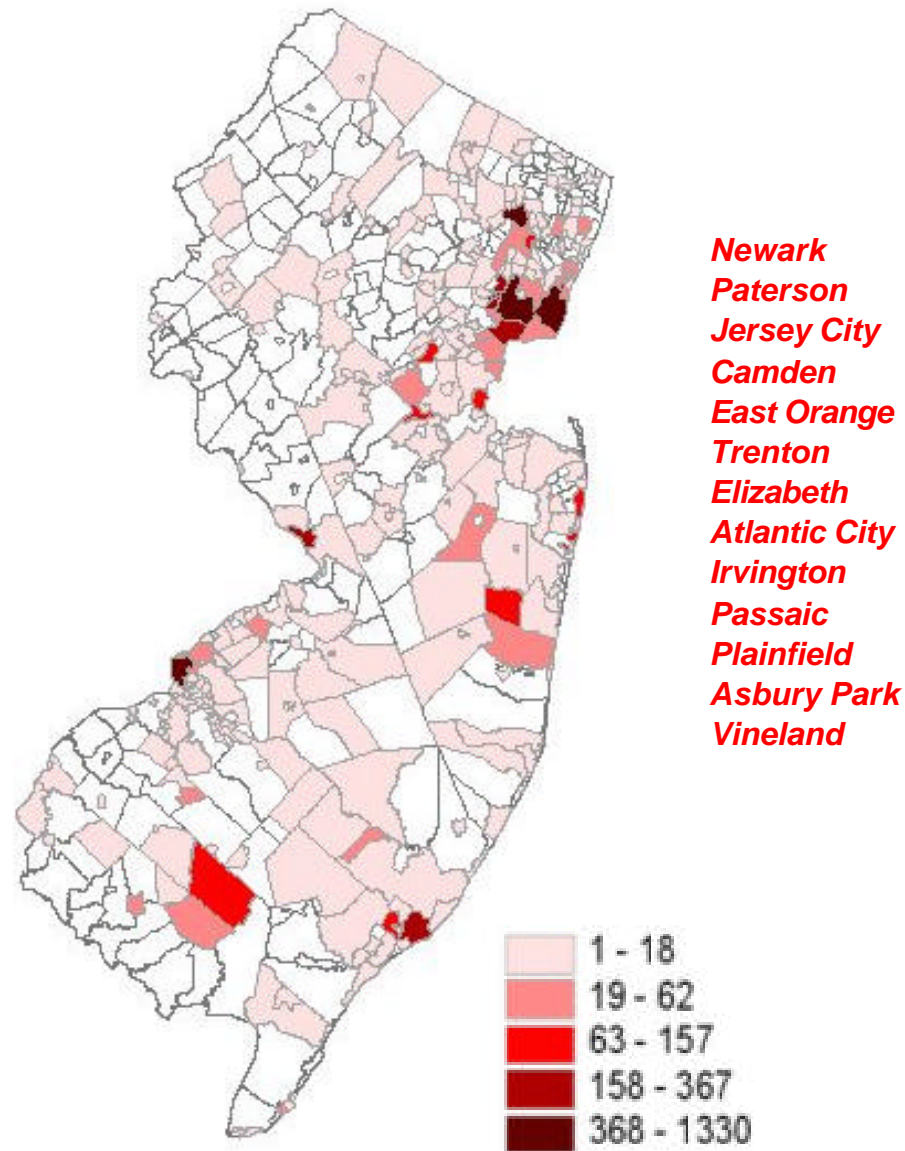 Newark
Paterson
Jersey City
Camden
East Orange
Trenton
Elizabeth
Atlantic City
Irvington
Passaic
Plainfield
Asbury Park
Vineland
1 - 18
19 - 62
63 - 157
158 - 367
368 - 1330